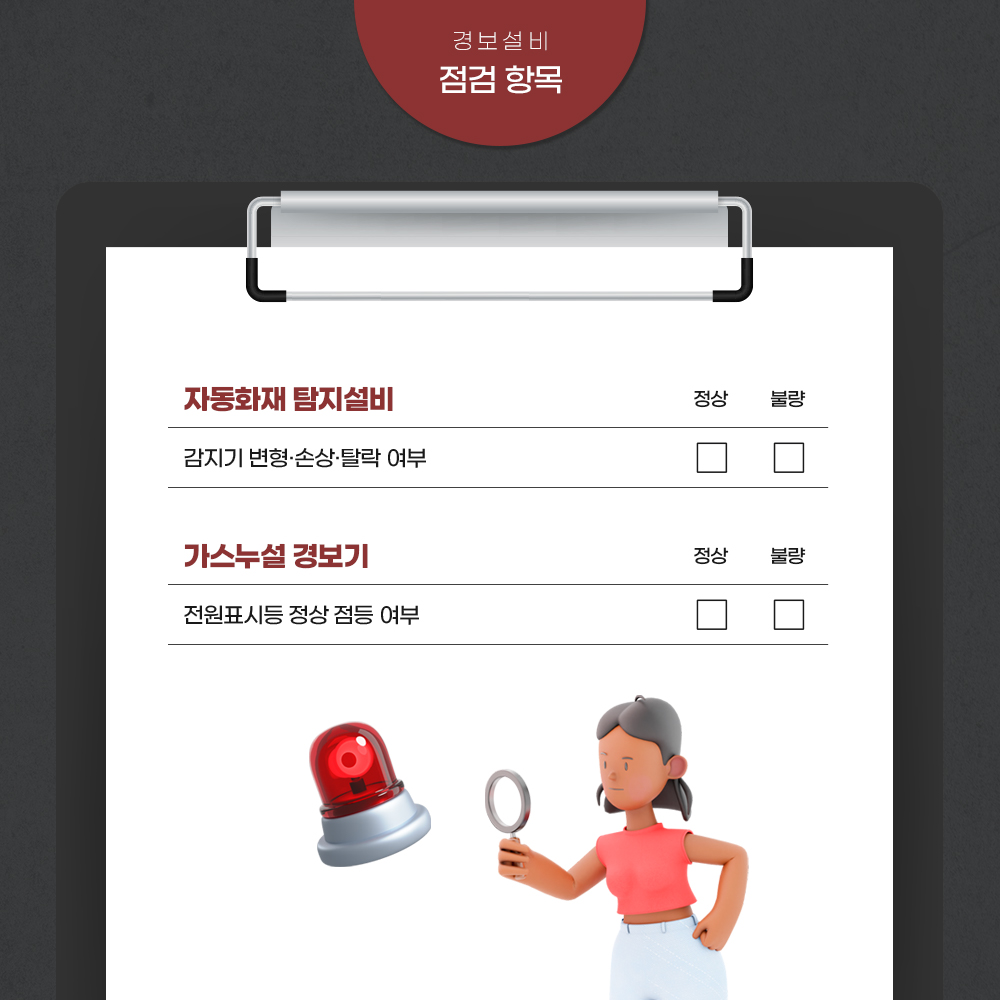 경보설비
점검 항목
자동화재 탐지설비 정상 불량
감지기 변형·손상·탈락 여부
가스누설 경보기 정상 불량
전원표시등 정상 점등 여부